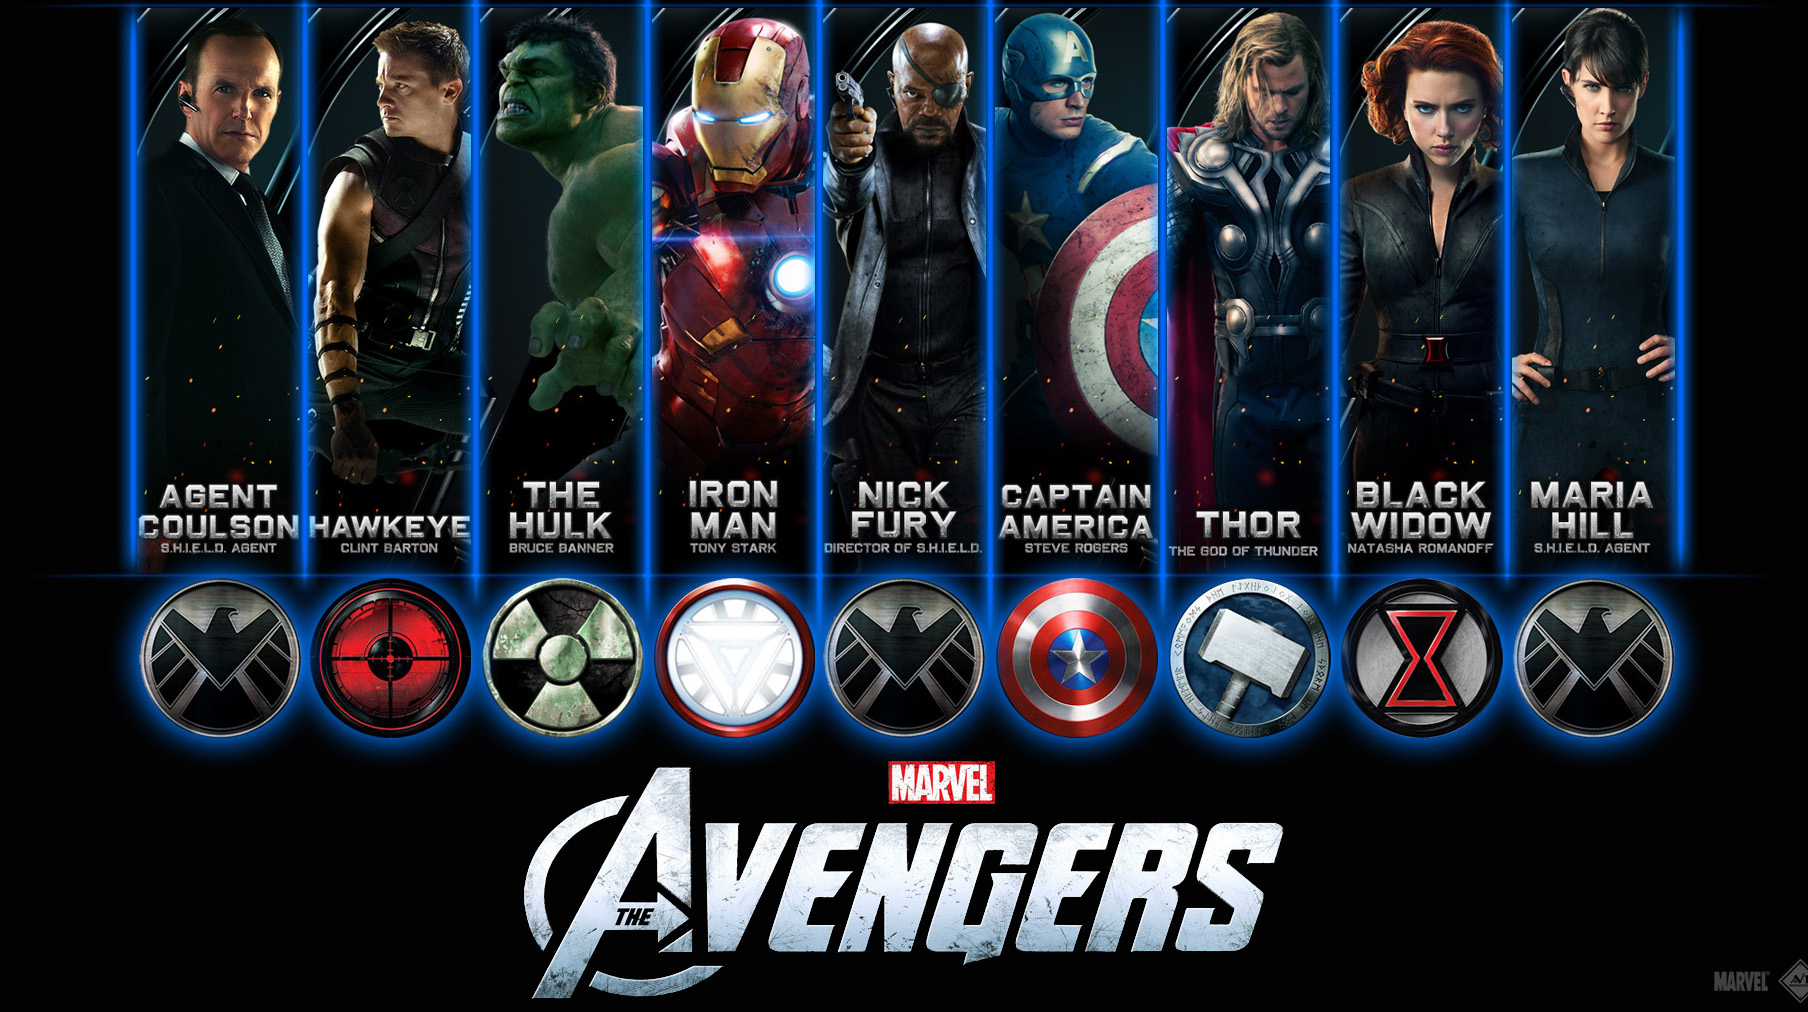 AGENT
COULSON
S.H.I.E.L.D. AGENT
HAWKEYE
CLINT BARTON
THE
HULK
BRUCE BANNER
IRON
MAN
TONY STARK
NICK
FURY
DIRECTOR OF S.H.I.E.L.D.
CAPTAIN
AMERICA
STEVE ROGERS
THOR
THE GOD OF THUNDER
BLACK
WIDOW
NATASHA ROMANOFF
MARIA
HILL
S.H.I.E.L.D. AGENT
MARVEL
THE AVENGERS
MARVEL